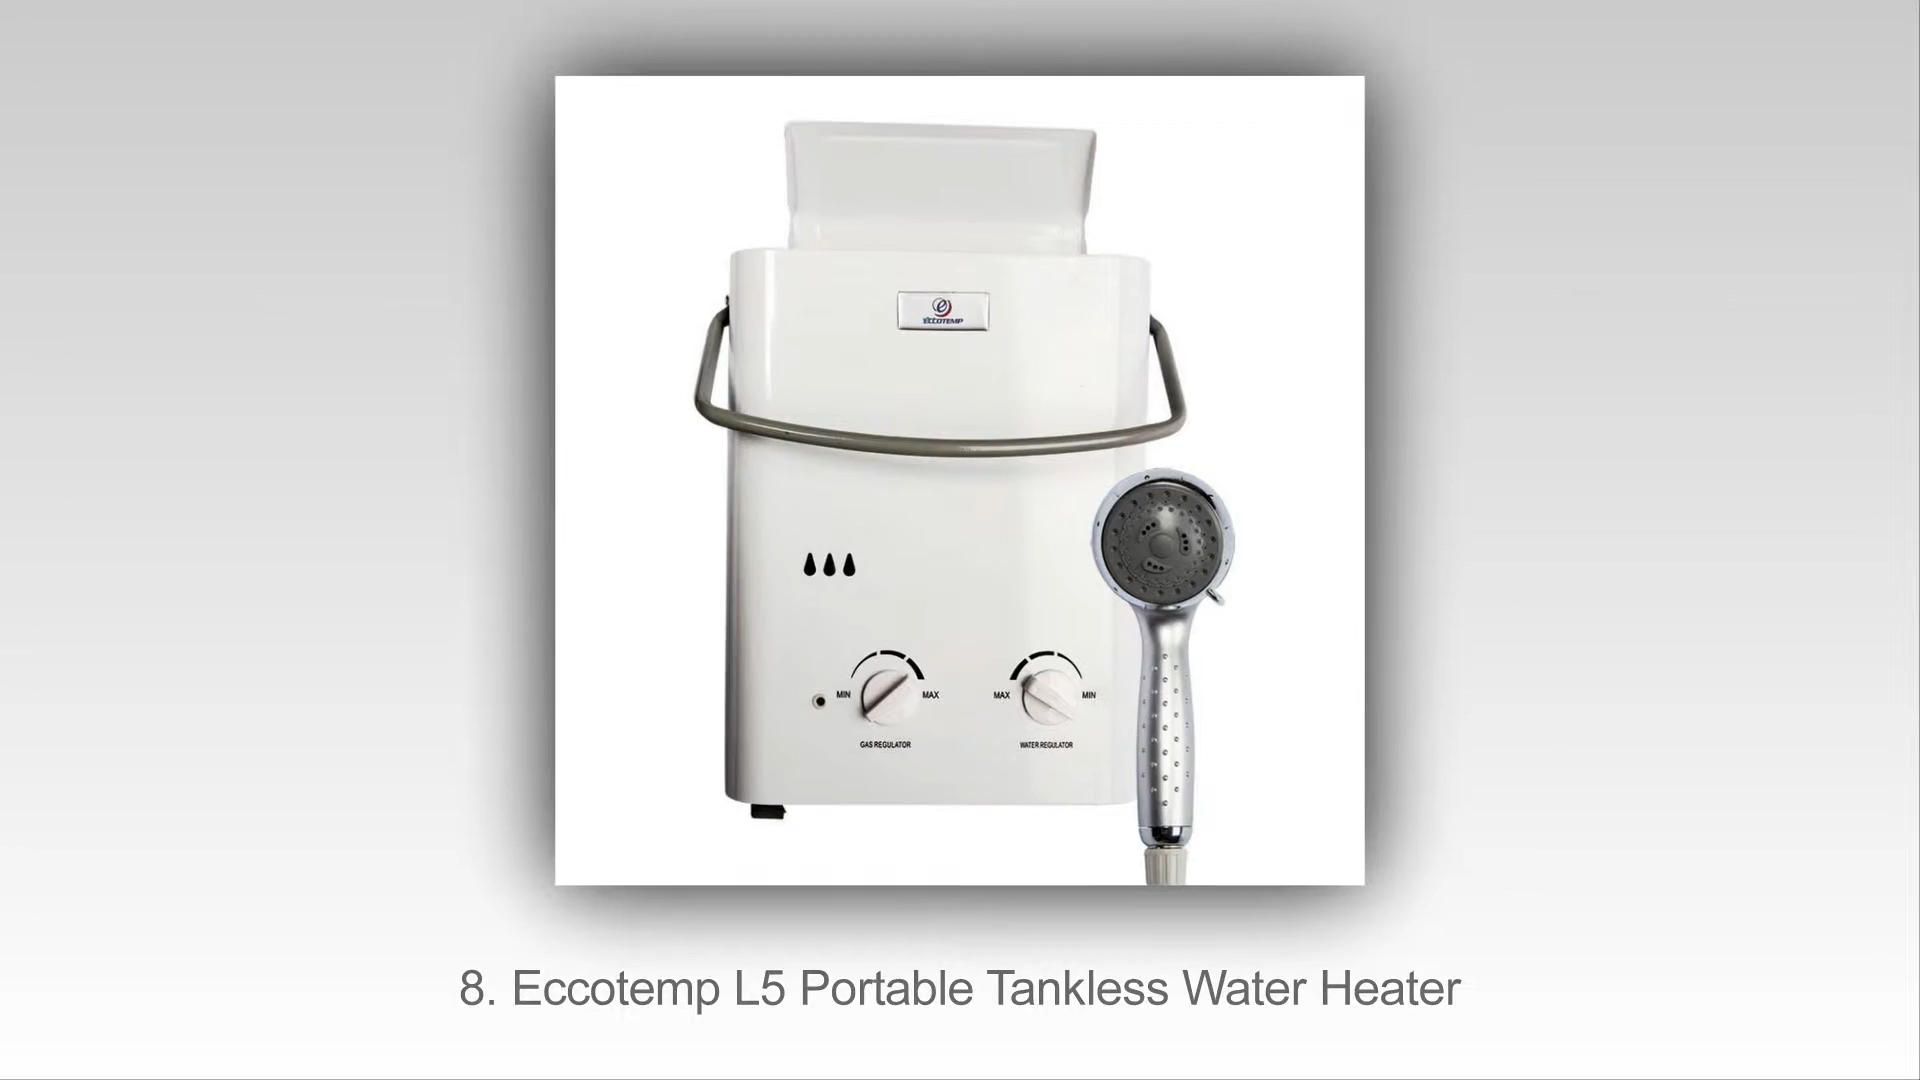 eccoTEMP
MIN
MAX
MAX
MIN
GAS REGULATOR
WATER REGULATOR
8. Eccotemp L5 Portable Tankless Water Heater